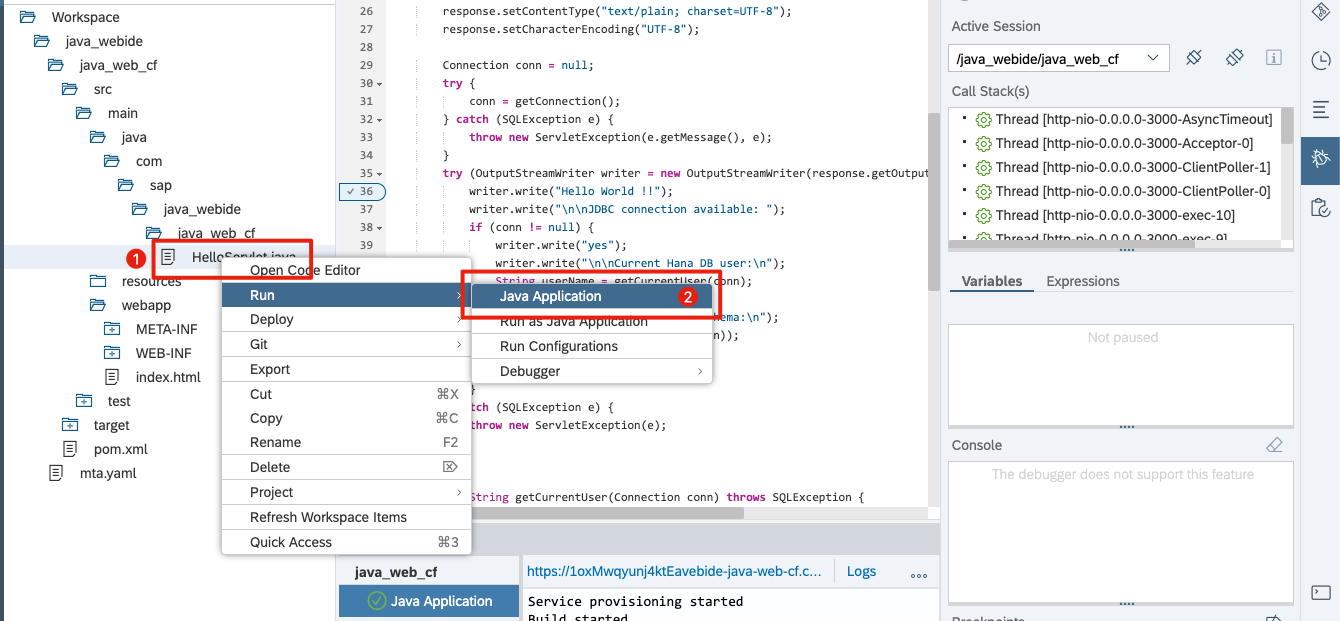 Workspace
java_webide
java_web_cf
src
main
java
com
sap
java_webide
java_web_cf
1
HelloServlet.java
resources
webapp
META-INF
WEB-INF
index.html
test
target
pom.xml
mta.yaml
Open Code Editor
Run
Deploy
Git
Export
Cut ⌘X
Copy ⌘C
Rename F2
Delete ⌦
Project
Refresh Workspace Items
Quick Access ⌘3
Java Application 2
Run as Java Application
Run Configurations
Debugger
26 response.setContentType("text/plain; charset=UTF-8");
27 response.setCharacterEncoding("UTF-8");
28
29 Connection conn = null;
30 try {
31 conn = getConnection();
32 } catch (SQLException e) {
33 throw new ServletException(e.getMessage(), e);
34 }
35 try (OutputStreamWriter writer = new OutputStreamWriter(response.getOutput
36 writer.write("Hello World !!");
37 writer.write("\n\nJDBC connection available: ");
38 if (conn != null) {
39 writer.write("yes");
writer.write("\n\nCurrent Hana DB user:\n");
String userName = getCurrentUser(conn);
hema:\n");
n));
}
tch (SQLException e) {
throw new ServletException(e);
String getCurrentUser(Connection conn) throws SQLException {
java_web_cf
Java Application
https://1oxMwqyunj4ktEavebide-java-web-cf.c...
Logs
Service provisioning started
Build started
Active Session
/java_webide/java_web_cf
Call Stack(s)
Thread [http-nio-0.0.0.0-3000-AsyncTimeout]
Thread [http-nio-0.0.0.0-3000-Acceptor-0]
Thread [http-nio-0.0.0.0-3000-ClientPoller-1]
Thread [http-nio-0.0.0.0-3000-ClientPoller-0]
Thread [http-nio-0.0.0.0-3000-exec-10]
Thread [http-nio-0.0.0.0-3000-exec-9]
Variables
Expressions
Not paused
Console
The debugger does not support this feature
Breakpoints